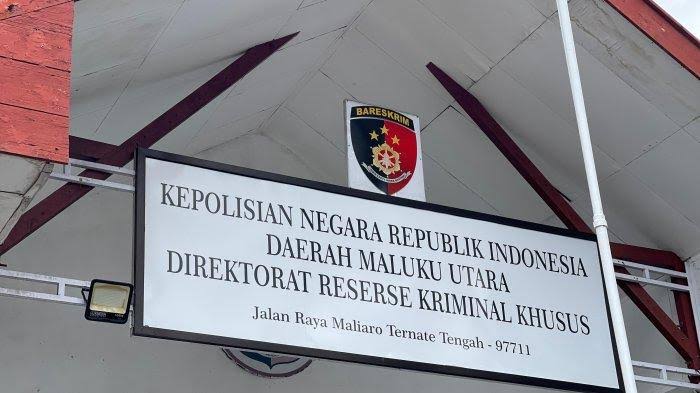 BARESKRIM
KEPOLISIAN NEGARA REPUBLIK INDONESIA
DAERAH MALUKU UTARA
DIREKTORAT RESERSE KRIMINAL KHUSUS
Jalan Raya Maliaro Ternate Tengah - 97711